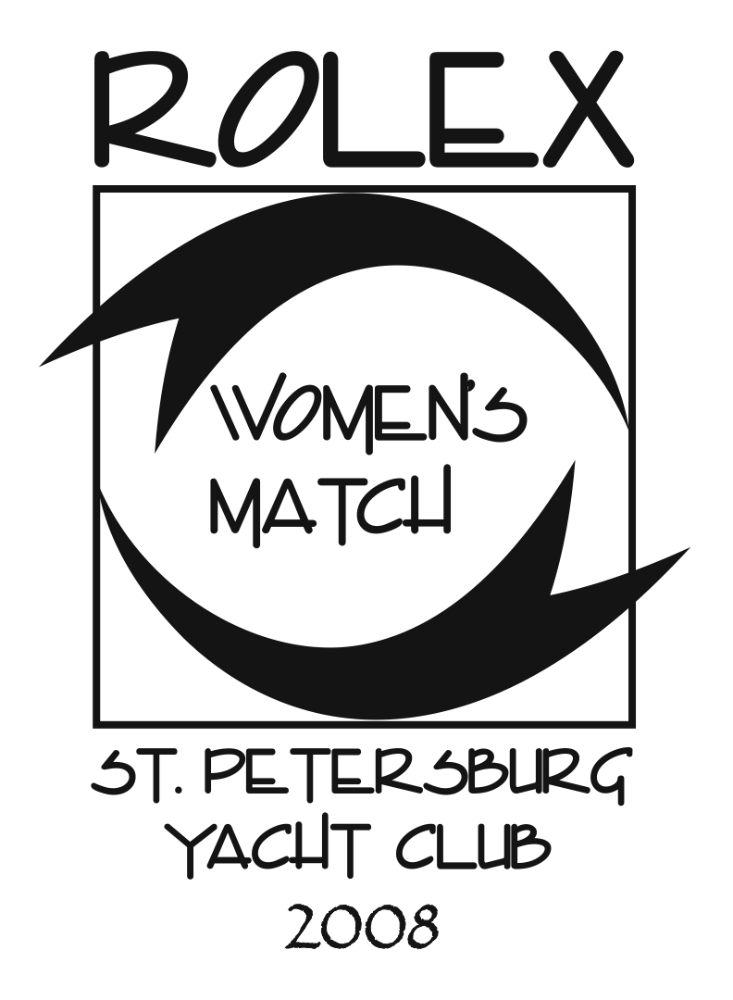 ROLEX
WOMEN'S
MATCH
ST. PETERSBURG
YACHT CLUB
2008